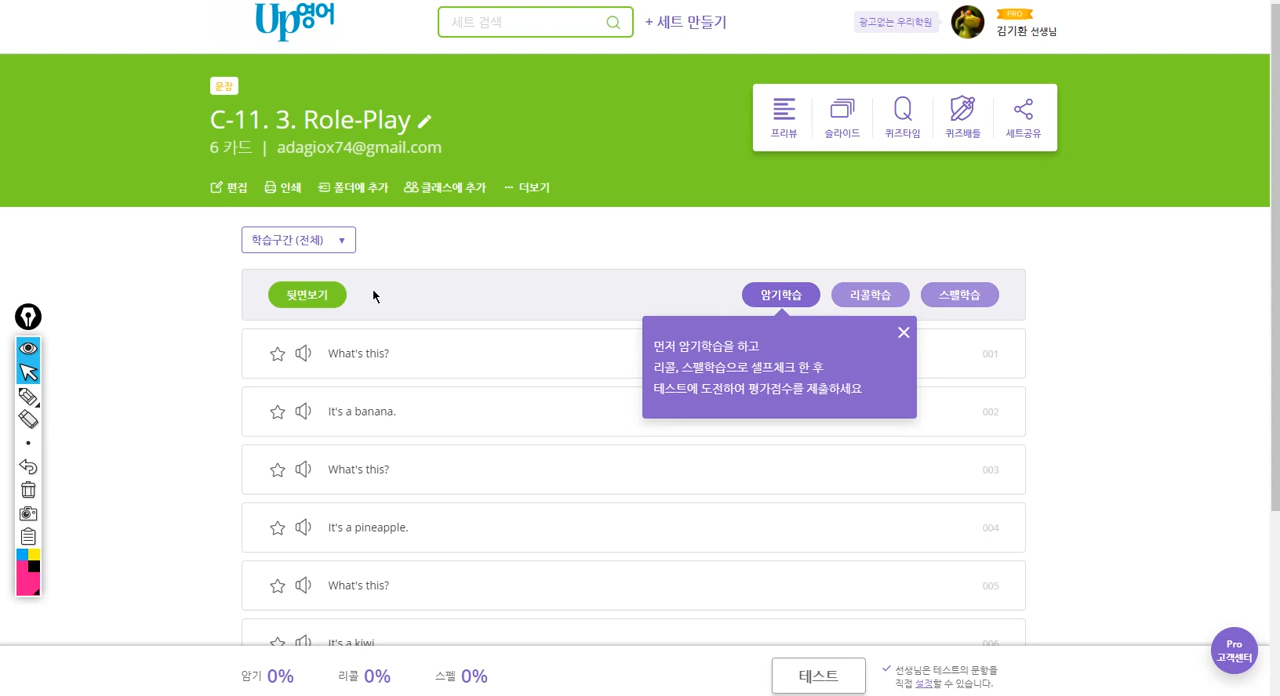 Up영어
세트 검색
+ 세트 만들기
광고없는 우리학원
PRO
김기환 선생님
문장
C-11. 3. Role-Play
6 카드 | adagiox74@gmail.com
프리뷰
슬라이드
퀴즈타임
퀴즈배틀
세트공유
편집
인쇄
폴더에 추가
클래스에 추가
··· 더보기
학습구간 (전체) ▼
뒷면보기
암기학습
리콜학습
스펠학습
먼저 암기학습을 하고
리콜, 스펠학습으로 셀프체크 한 후
테스트에 도전하여 평가점수를 제출하세요
What's this?
001
It's a banana.
002
What's this?
003
It's a pineapple.
004
What's this?
005
It's a kiwi.
006
암기 0%
리콜 0%
스펠 0%
테스트
선생님은 테스트의 문항을
직접 설정할 수 있습니다.
Pro
고객센터